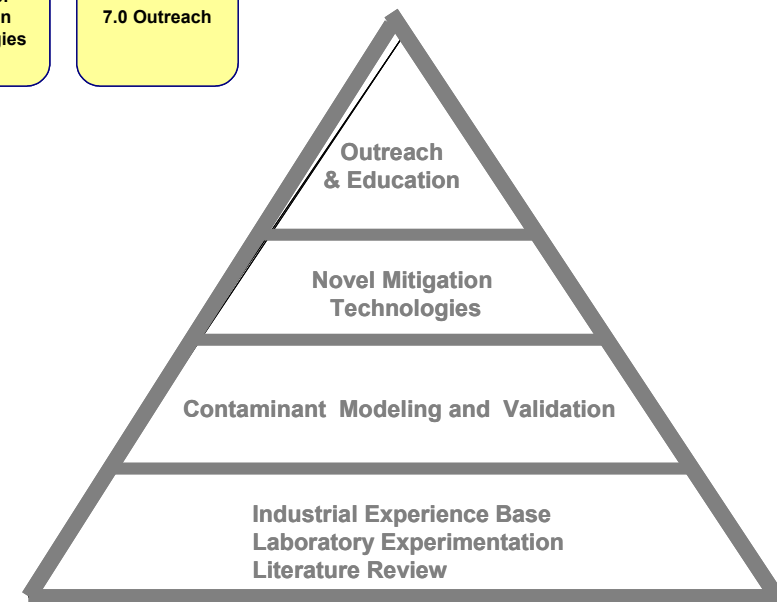 7.0 Outreach
Outreach
& Education
Novel Mitigation
Technologies
Contaminant Modeling and Validation
Industrial Experience Base
Laboratory Experimentation
Literature Review